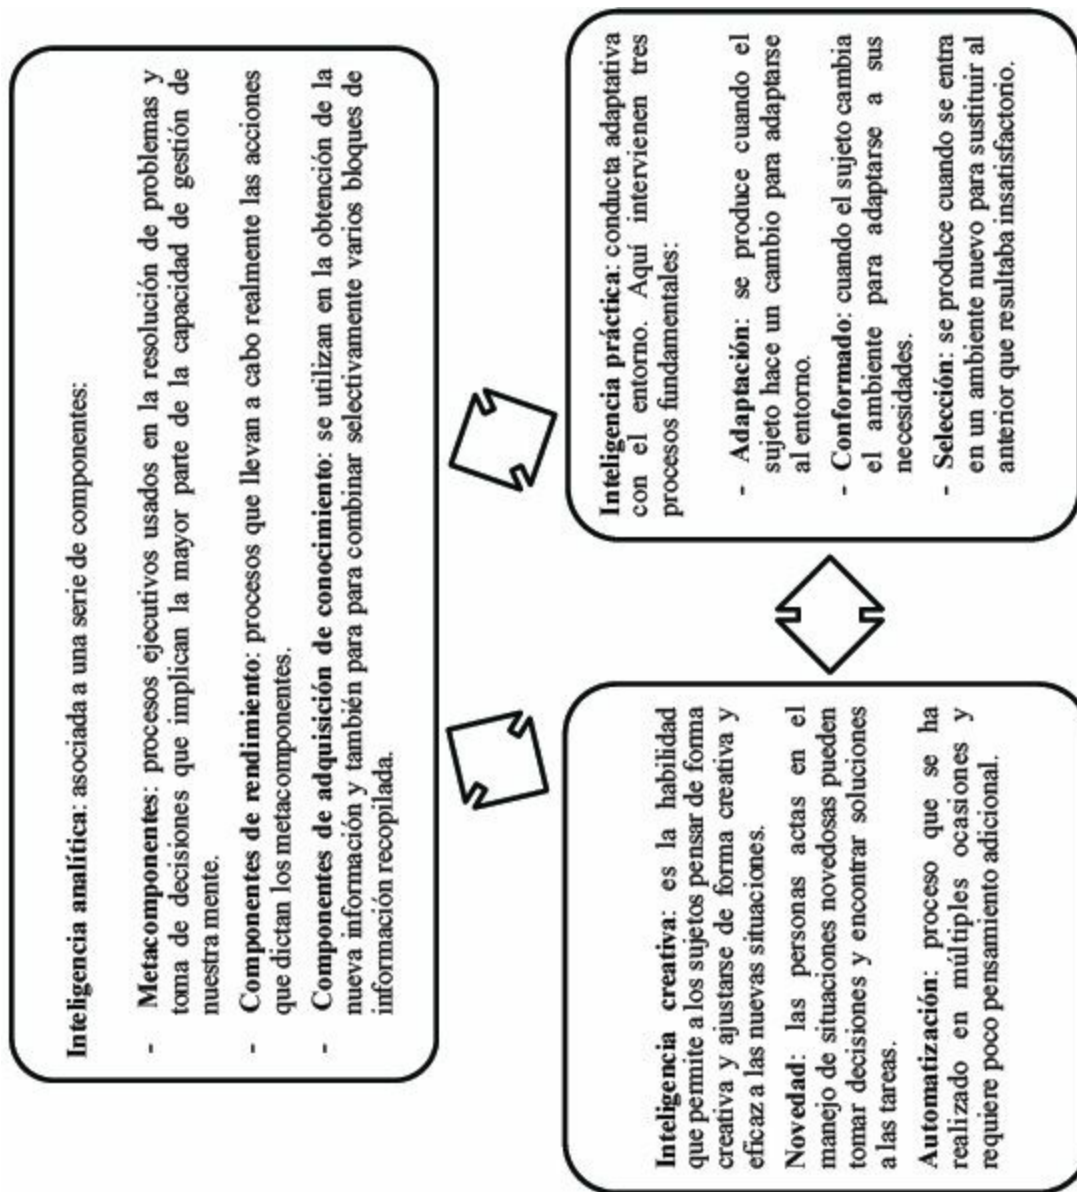 Inteligencia analítica: asociada a una serie de componentes:
- Metacomponentes: procesos ejecutivos usados en la resolución de problemas y
toma de decisiones que implican la mayor parte de la capacidad de gestión de
nuestra mente.
- Componentes de rendimiento: procesos que llevan a cabo realmente las acciones
que dictan los metacomponentes.
- Componentes de adquisición de conocimiento: se utilizan en la obtención de la
nueva información y también para para combinar selectivamente varios bloques de
información recopilada.
Inteligencia creativa: es la habilidad
que permite a los sujetos pensar de forma
creativa y ajustarse de forma creativa y
eficaz a las nuevas situaciones.
Novedad: las personas actas en el
manejo de situaciones novedosas pueden
tomar decisiones y encontrar soluciones
a las tareas.
Automatización: proceso que se ha
realizado en múltiples ocasiones y
requiere poco pensamiento adicional.
Inteligencia práctica: conducta adaptativa
con el entorno. Aquí intervienen tres
procesos fundamentales:
- Adaptación: se produce cuando el
sujeto hace un cambio para adaptarse
al entorno.
- Conformado: cuando el sujeto cambia
el ambiente para adaptarse a sus
necesidades.
- Selección: se produce cuando se entra
en un ambiente nuevo para sustituir al
anterior que resultaba insatisfactorio.